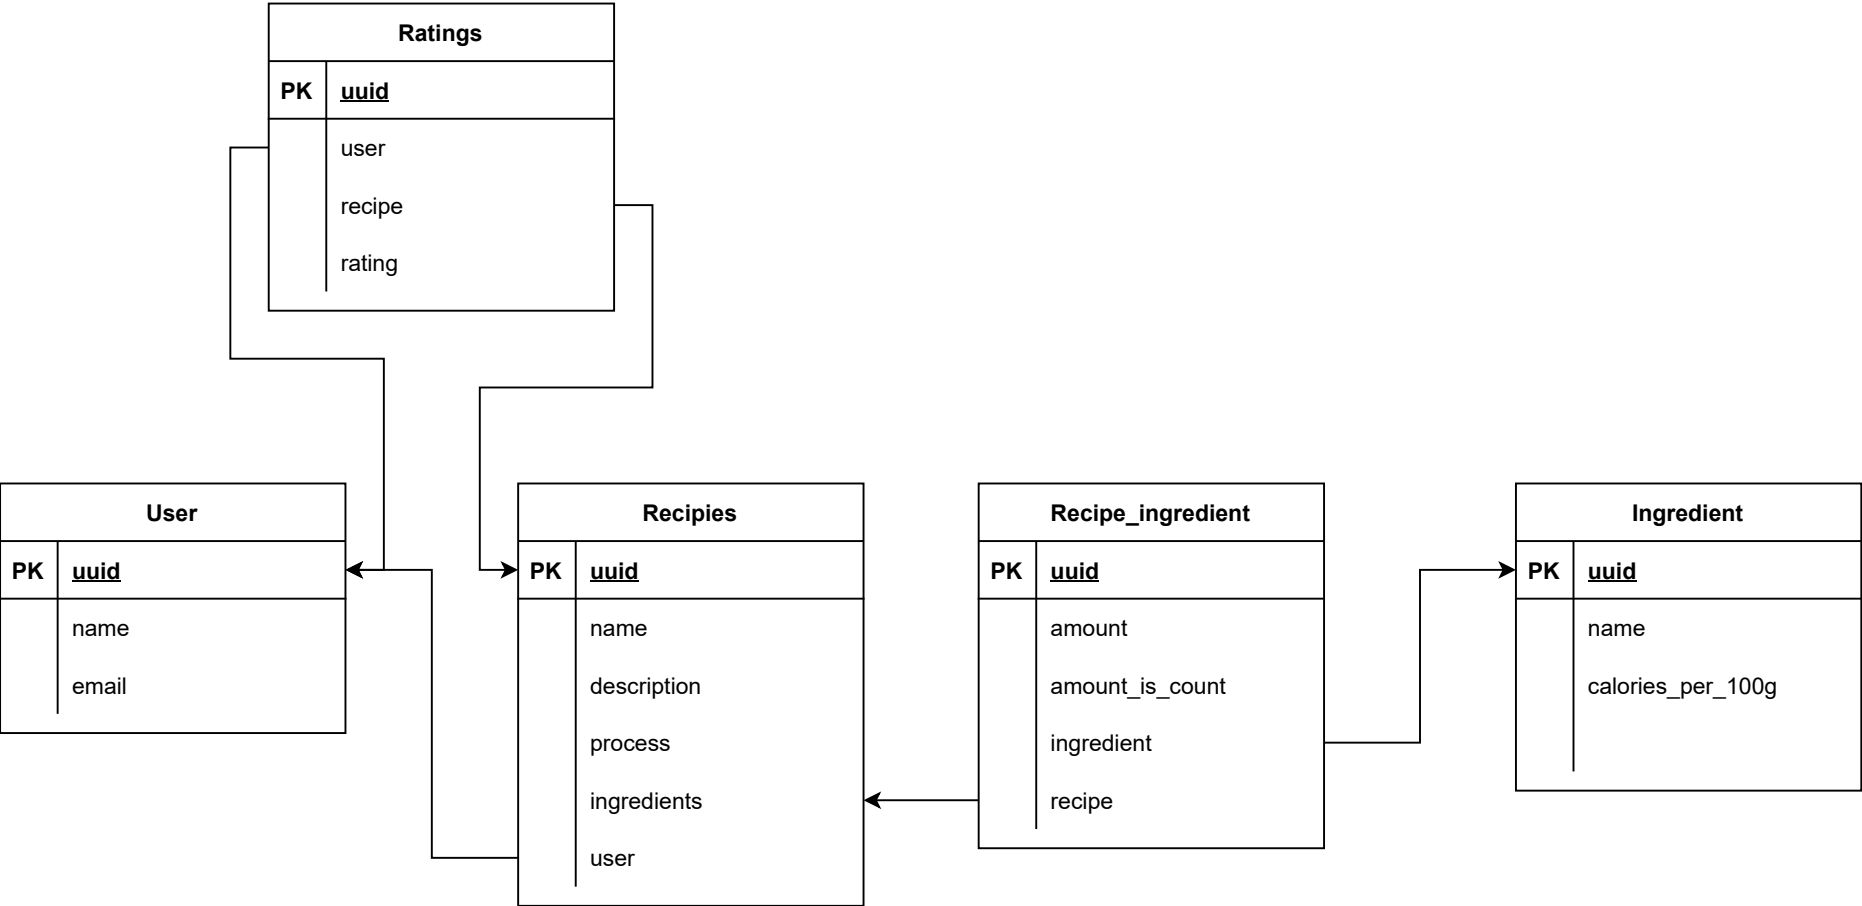 Ratings
PK uuid
user
recipe
rating
User
PK uuid
name
email
Recipies
PK uuid
name
description
process
ingredients
user
Recipe_ingredient
PK uuid
amount
amount_is_count
ingredient
recipe
Ingredient
PK uuid
name
calories_per_100g